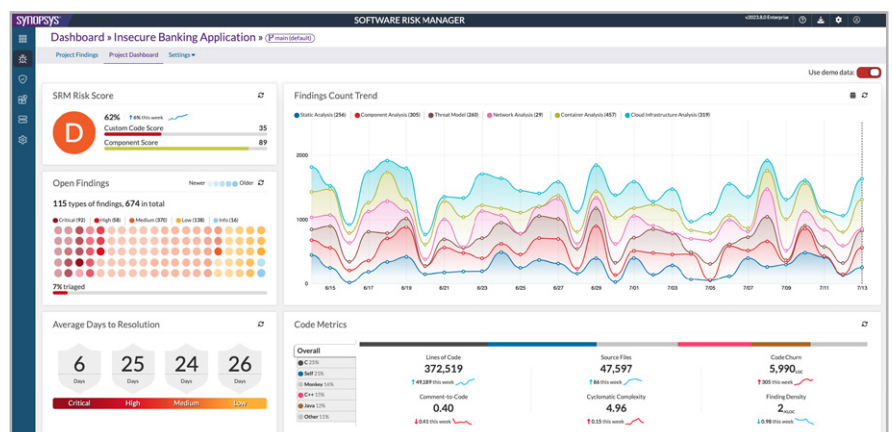 SYNOPSYS
SOFTWARE RISK MANAGER
v2023.8.0 Enterprise
Dashboard » Insecure Banking Application » main (default)
Project Findings Project Dashboard Settings
Use demo data:
SRM Risk Score
D
62% 6% this week
Custom Code Score 35
Component Score 89
Findings Count Trend
Static Analysis (256) Component Analysis (305) Threat Model (260) Network Analysis (29) Container Analysis (457) Cloud Infrastructure Analysis (319)
2000
1000
0
6/15 6/17 6/19 6/21 6/23 6/25 6/27 6/29 7/01 7/03 7/05 7/07 7/09 7/11 7/13
Open Findings
Newer Older
115 types of findings, 674 in total
Critical (92) High (58) Medium (370) Low (138) Info (16)
7% triaged
Average Days to Resolution
6 25 24 26
Days Days Days Days
Critical High Medium Low
Code Metrics
Overall
C 25%
Self 21%
Monkey 16%
C++ 15%
Java 12%
Other 11%
Lines of Code Source Files Code Churn
372,519 47,597 5,990 LOC
49,189 this week 86 this week 305 this week
Comment-to-Code Cyclomatic Complexity Finding Density
0.40 4.96 2 /KLOC
0.41 this week 0.15 this week 0.98 this week